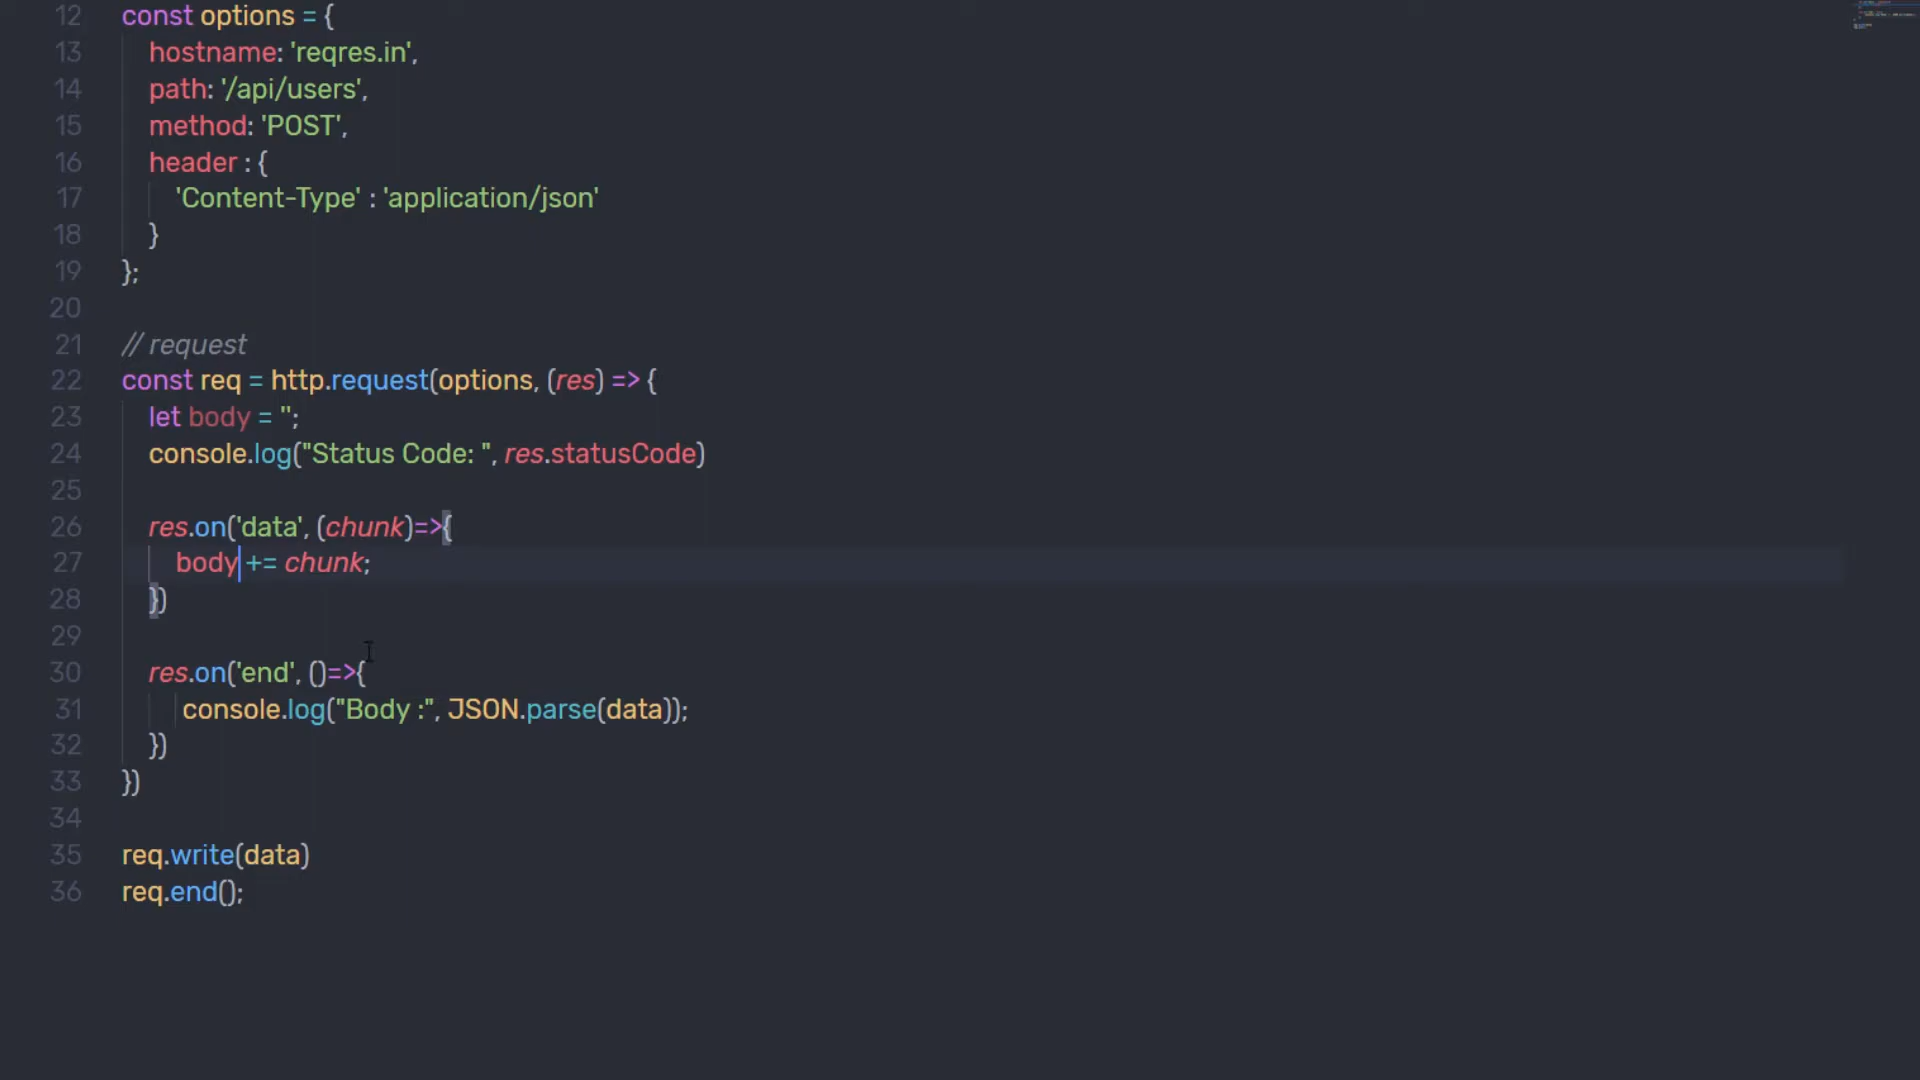 12 const options = {
13 hostname: 'reqres.in',
14 path: '/api/users',
15 method: 'POST',
16 header : {
17 'Content-Type' : 'application/json'
18 }
19 };
20
21 // request
22 const req = http.request(options, (res) => {
23 let body = '';
24 console.log("Status Code: ", res.statusCode)
25
26 res.on('data', (chunk)=>{
27 body += chunk;
28 })
29
30 res.on('end', ()=>{
31 console.log("Body :", JSON.parse(data));
32 })
33 })
34
35 req.write(data)
36 req.end();